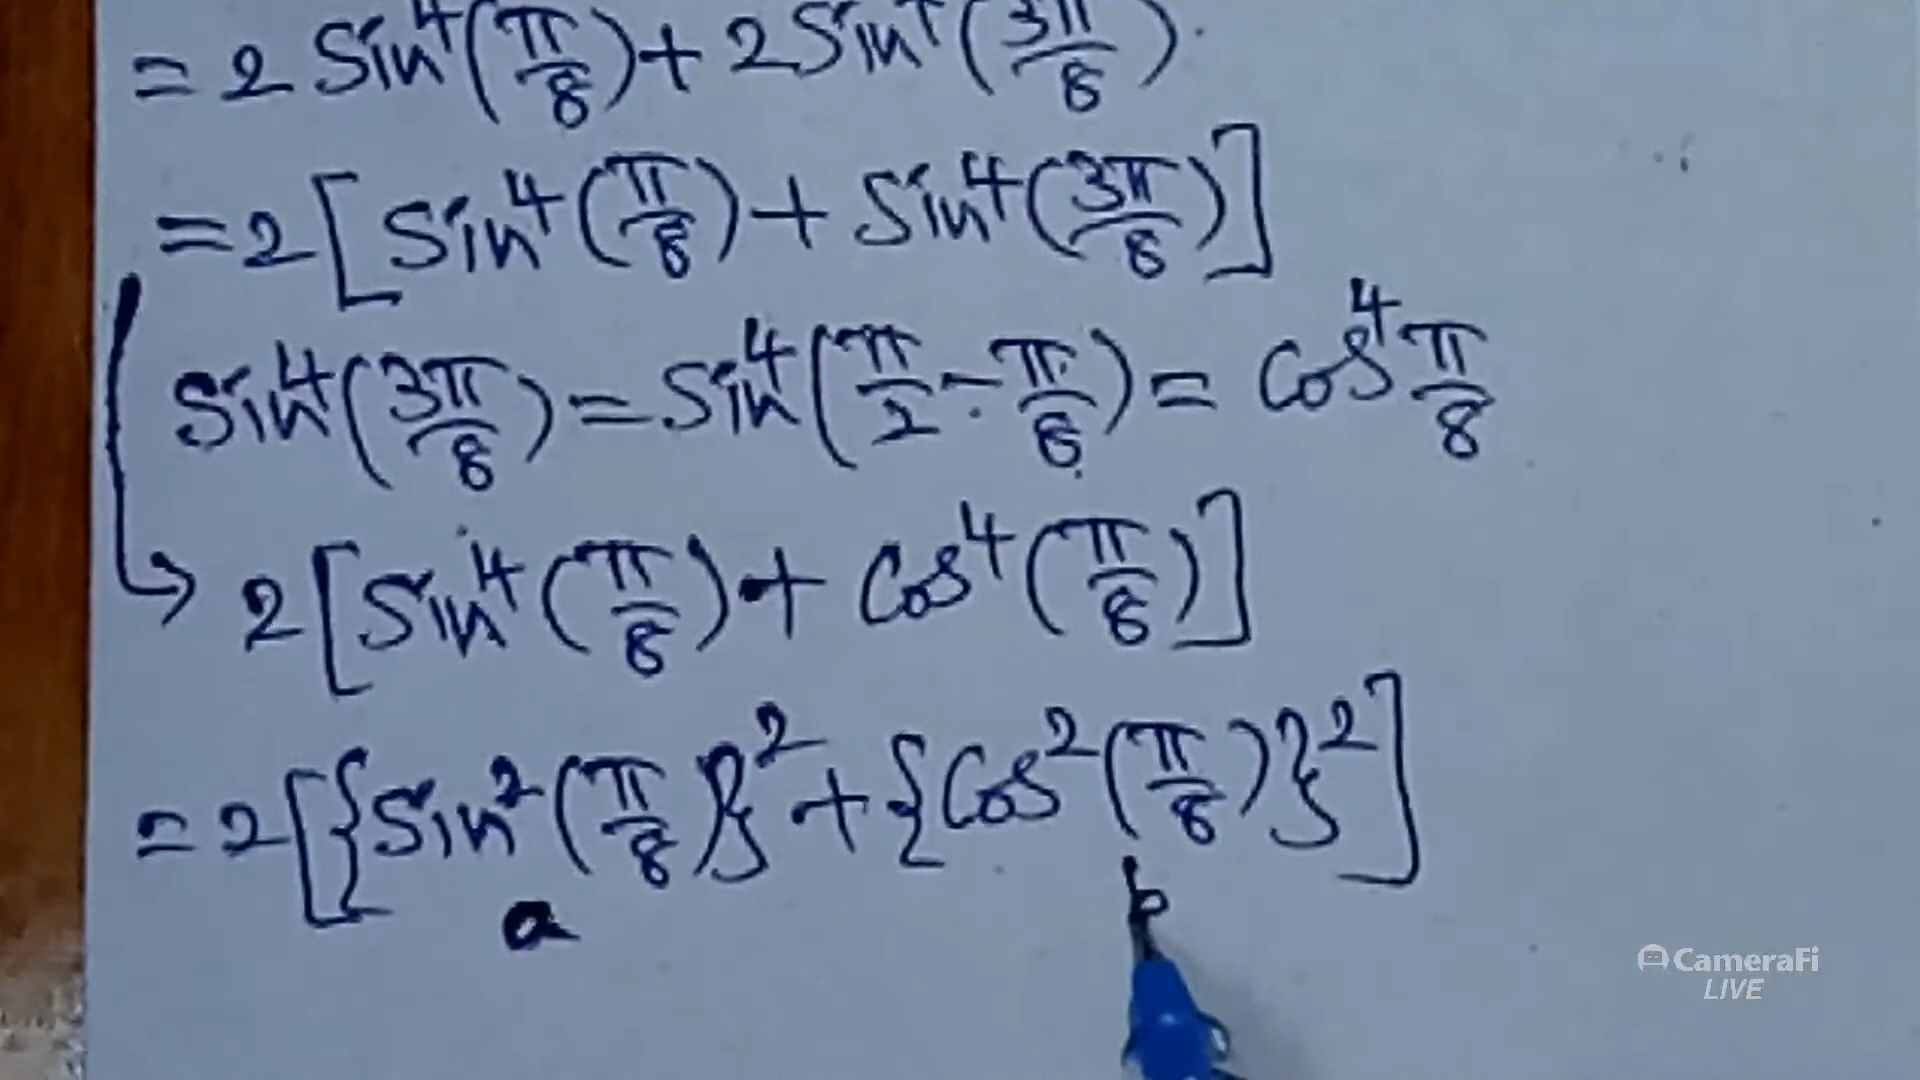 = 2 Sin⁴(π/8) + 2 Sin⁴(3π/8).
= 2[Sin⁴(π/8) + Sin⁴(3π/8)]
Sin⁴(3π/8) = Sin⁴(π/2 - π/8) = Cos⁴ π/8
→ 2[Sin⁴(π/8) + Cos⁴(π/8)]
= 2[{Sin²(π/8)}² + {Cos²(π/8)}²]
a b
CameraFi
LIVE